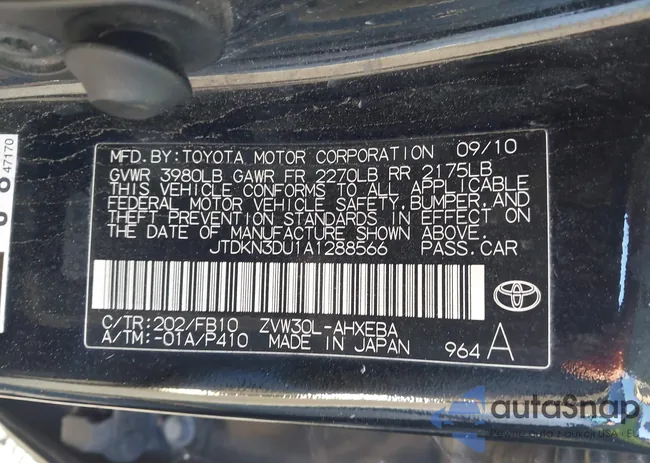 47170
MFD.BY:TOYOTA MOTOR CORPORATION 09/10
GVWR 3980LB GAWR FR 2270LB RR 2175LB
THIS VEHICLE CONFORMS TO ALL APPLICABLE
FEDERAL MOTOR VEHICLE SAFETY,BUMPER,AND
THEFT PREVENTION STANDARDS IN EFFECT ON
THE DATE OF MANUFACTURE SHOWN ABOVE.
JTDKN3DU1A1288566 PASS.CAR
C/TR:202/FB10 ZVW30L-AHXEBA
A/TM:-01A/P410 MADE IN JAPAN 964 A
autoSnap